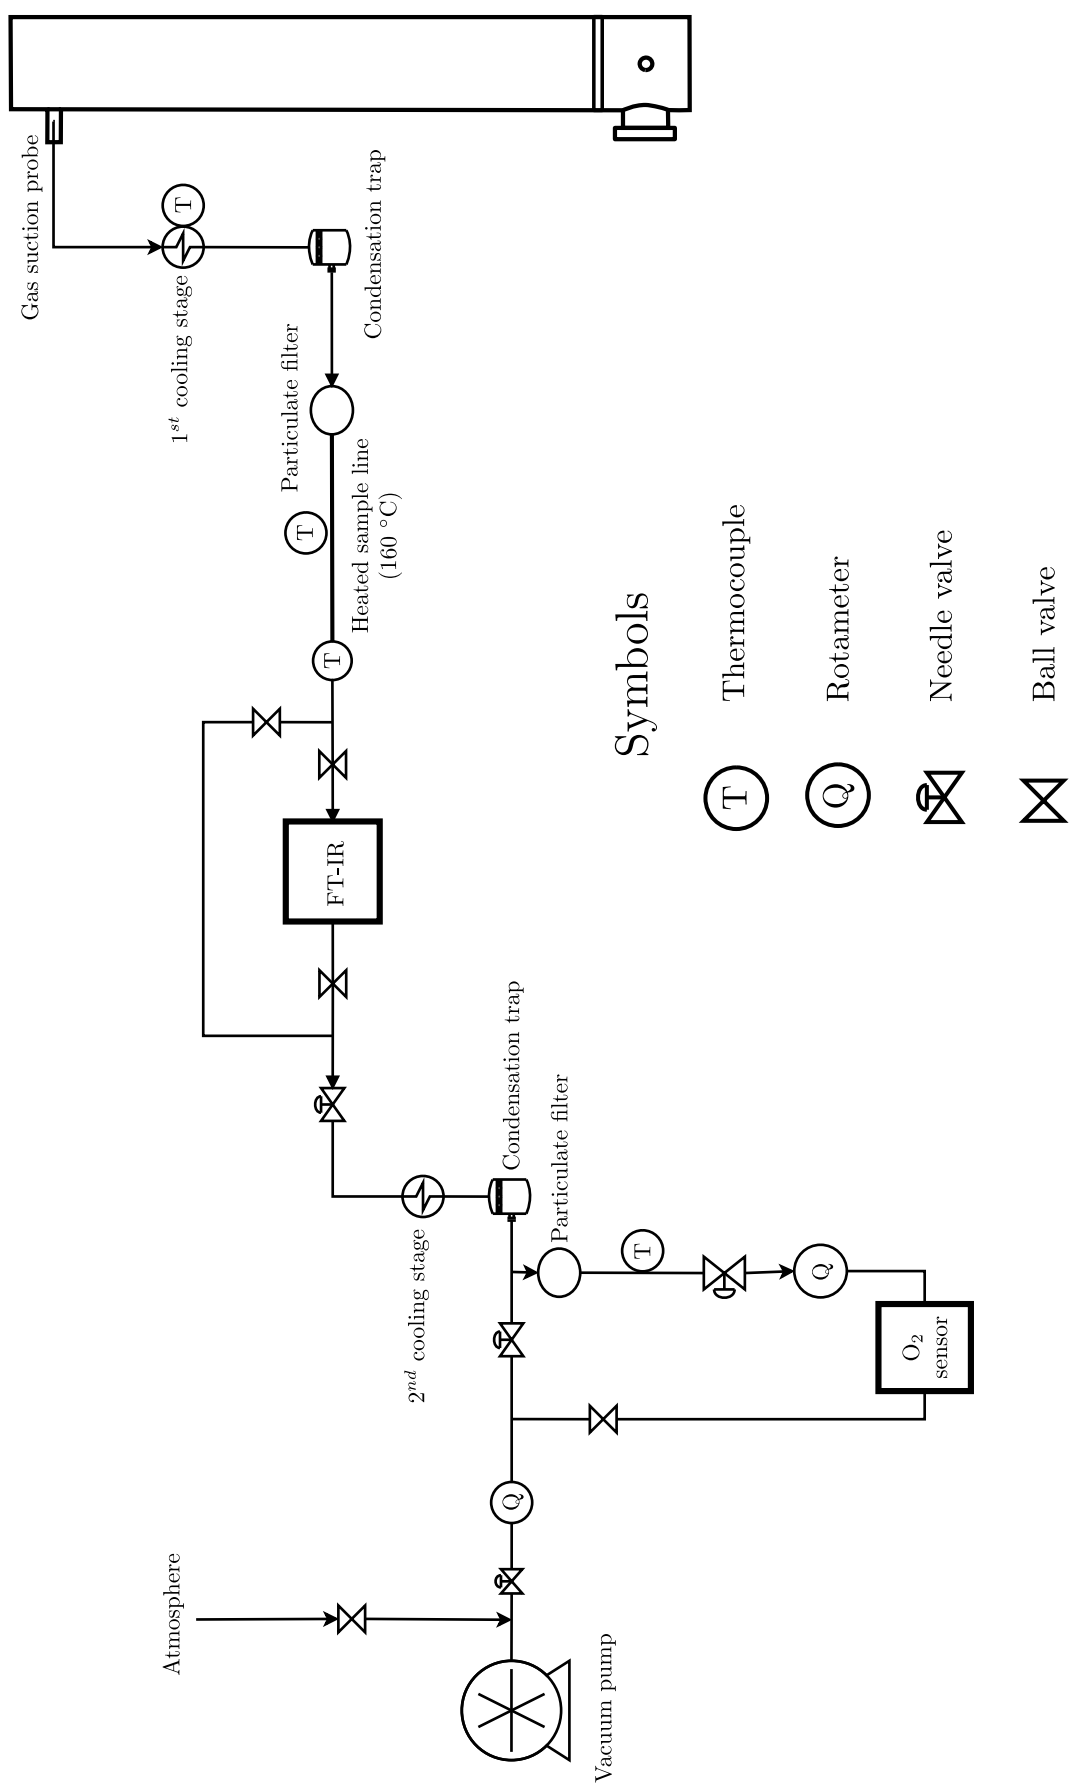 Gas suction probe
T
1st cooling stage
Condensation trap
Particulate filter
T
Heated sample line
(160 °C)
T
FT-IR
Condensation trap
Particulate filter
2nd cooling stage
T
Q
O2
sensor
Q
Atmosphere
Vacuum pump
Symbols
T Thermocouple
Q Rotameter
Needle valve
Ball valve